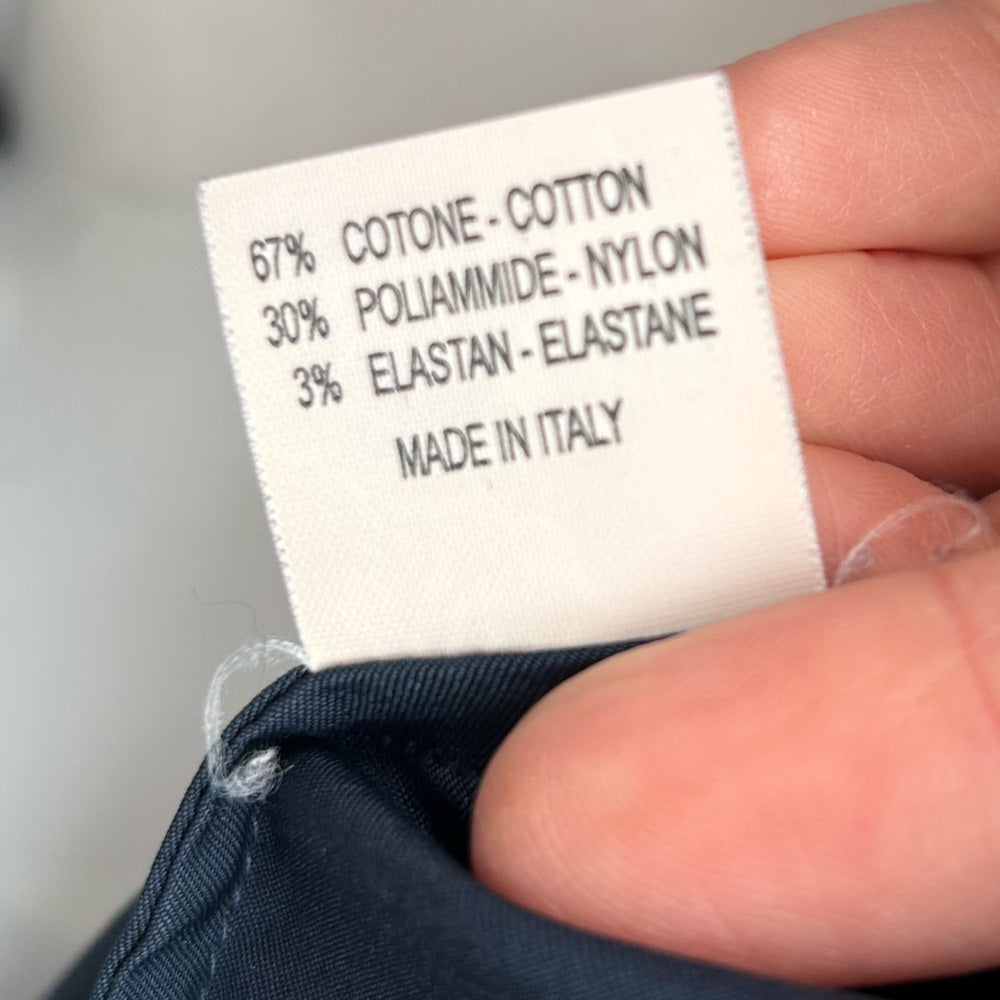 67% COTONE - COTTON
30% POLIAMMIDE - NYLON
3% ELASTAN - ELASTANE
MADE IN ITALY